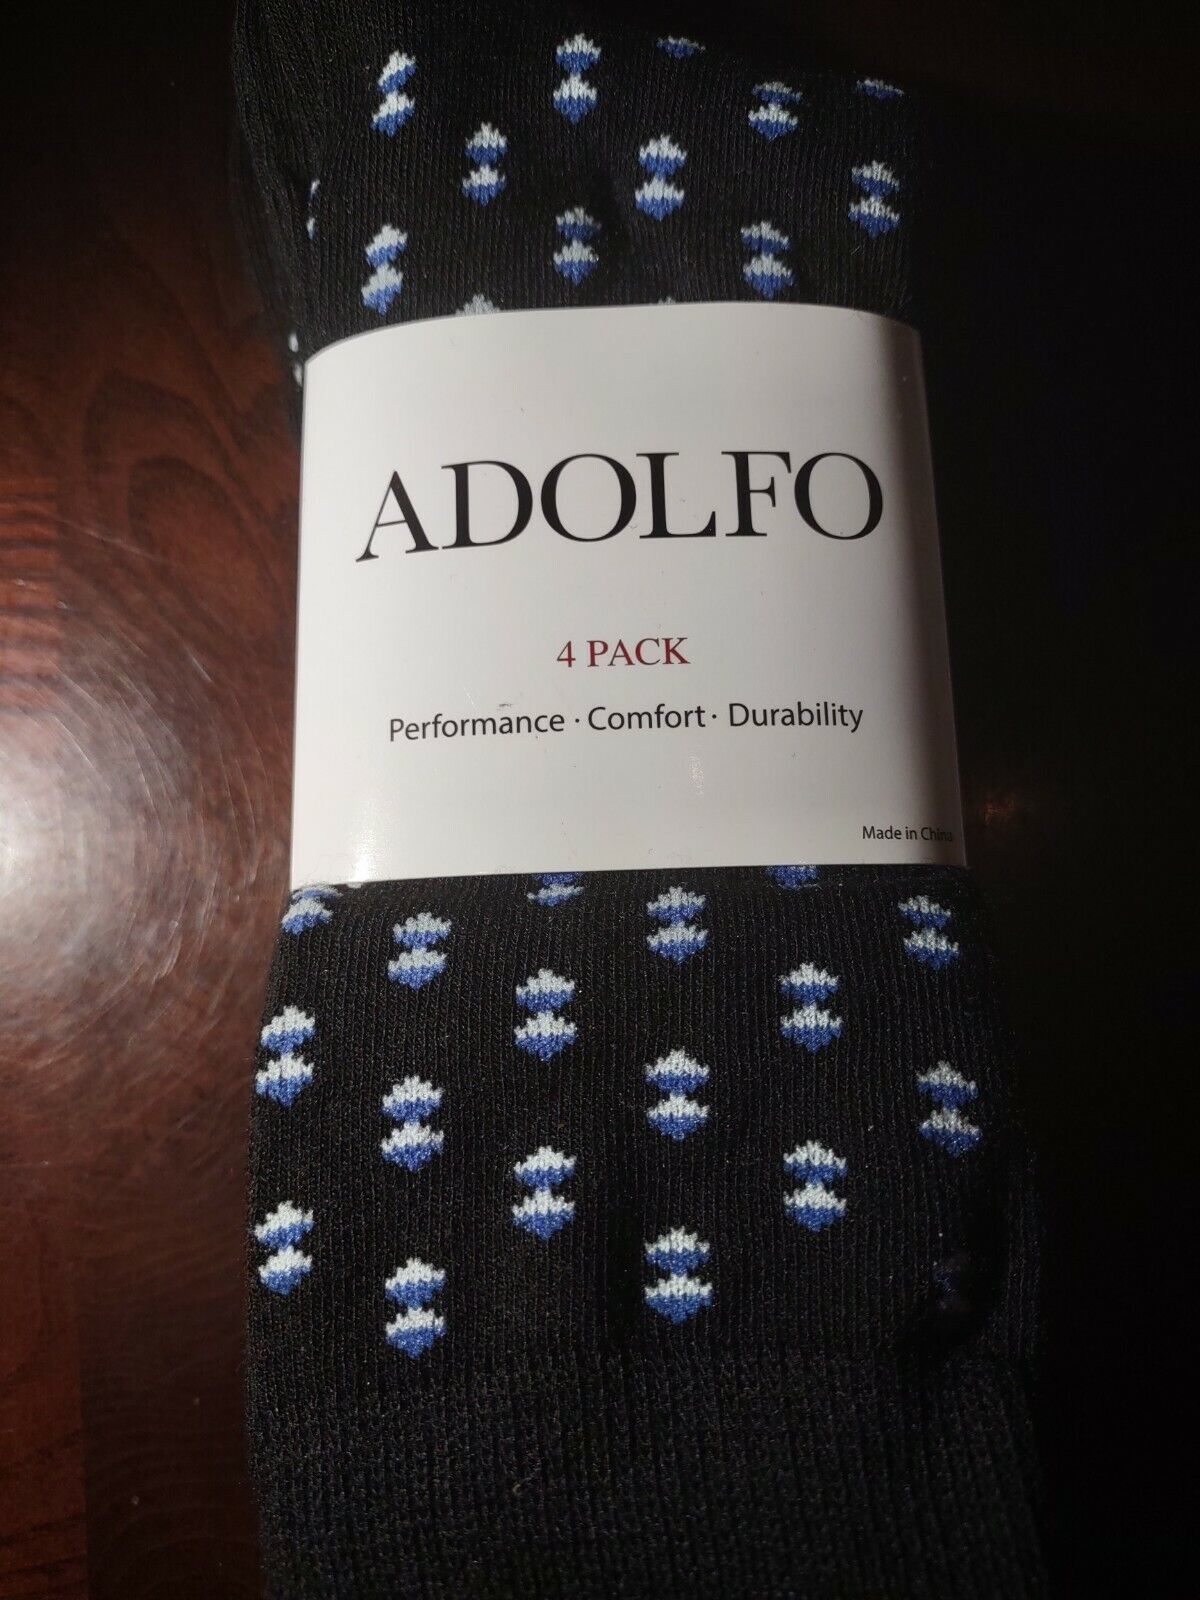 ADOLFO
4 PACK
Performance · Comfort · Durability
Made in China